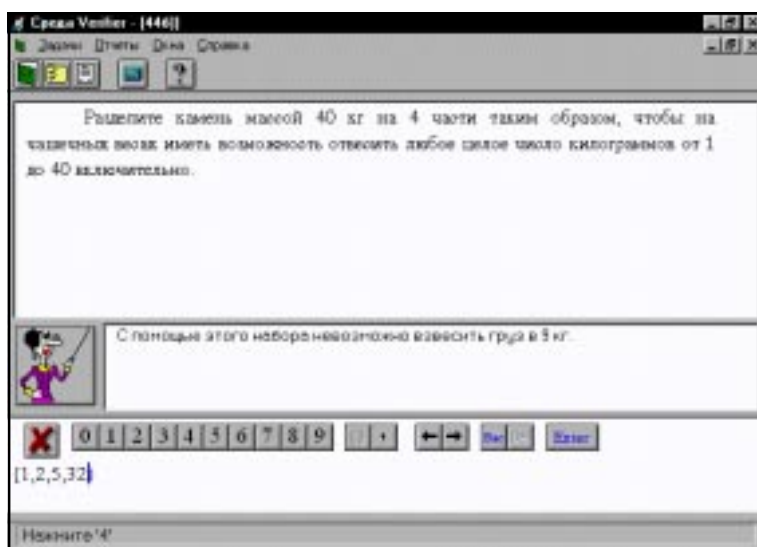 Среда Verifier - [446]]
Задачи Отчеты Окна Справка
Разделите камень массой 40 кг на 4 части таким образом, чтобы на
чашечных весах иметь возможность отвесить любое целое число килограммов от 1
до 40 включительно.
С помощью этого набора невозможно взвесить груз в 9 кг.
0 1 2 3 4 5 6 7 8 9 Enter
[1,2,5,32]
Нажмите '4'